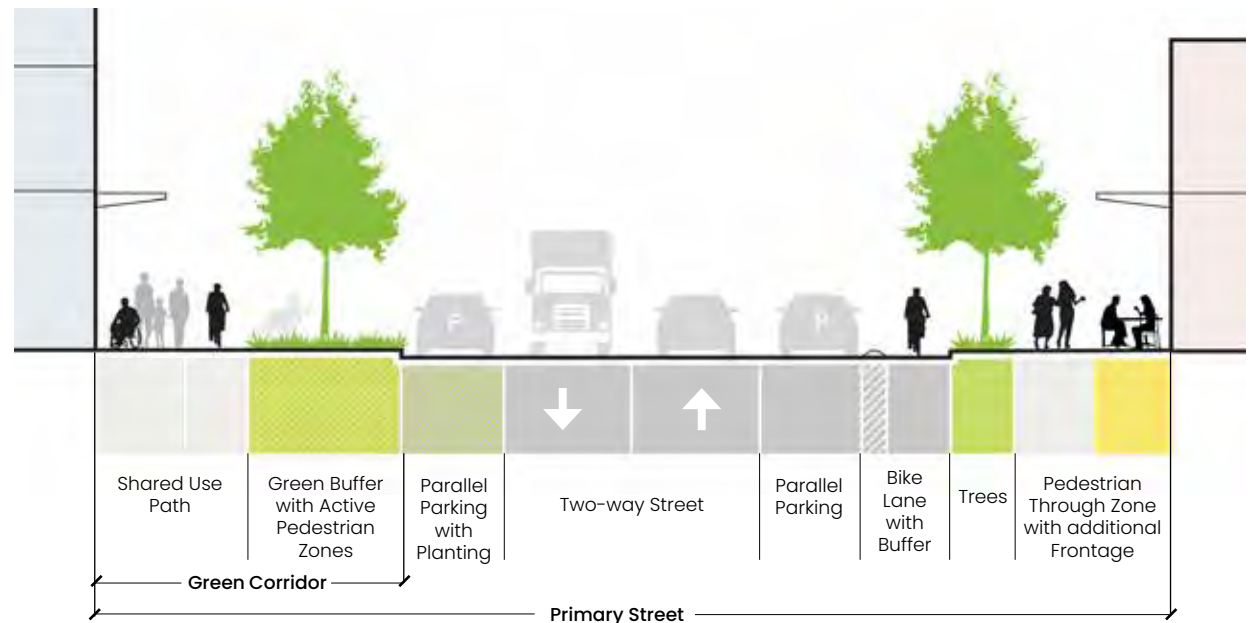 P
P
Shared Use
Path
Green Buffer
with Active
Pedestrian
Zones
Parallel
Parking
with
Planting
Two-way Street
Parallel
Parking
Bike
Lane
with
Buffer
Trees
Pedestrian
Through Zone
with additional
Frontage
Green Corridor
Primary Street